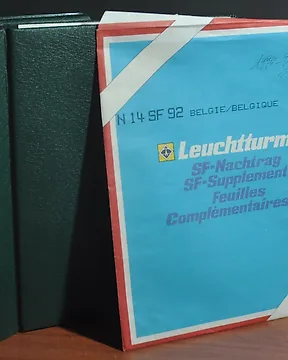 N 14 SF 92 BELGIE/BELGIQUE
Leuchtturm
SF-Nachtrag
SF-Supplement
Feuilles
Complémentaires